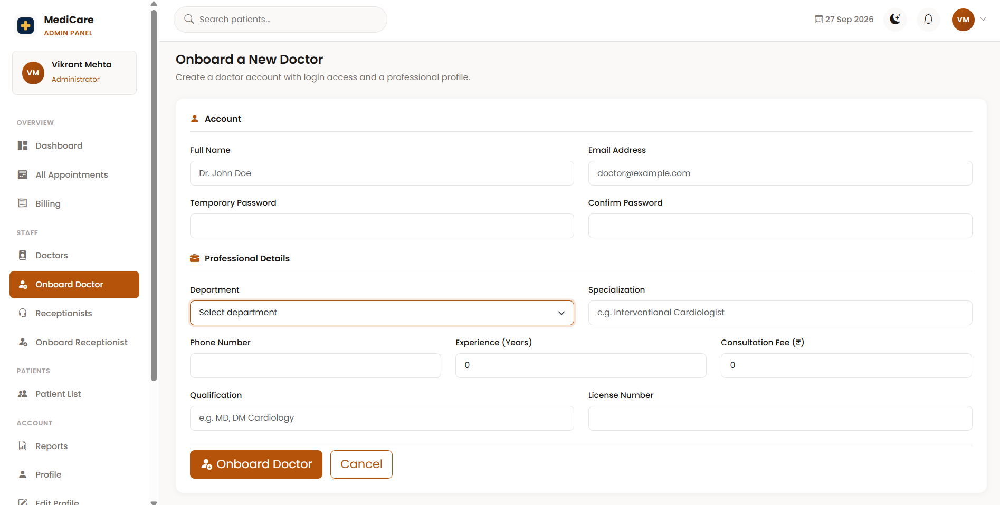 MediCare
ADMIN PANEL
VM
Vikrant Mehta
Administrator
OVERVIEW
Dashboard
All Appointments
Billing
STAFF
Doctors
Onboard Doctor
Receptionists
Onboard Receptionist
PATIENTS
Patient List
ACCOUNT
Reports
Profile
Edit Profile
Search patients...
27 Sep 2026
VM
Onboard a New Doctor
Create a doctor account with login access and a professional profile.
Account
Full Name
Email Address
Dr. John Doe
doctor@example.com
Temporary Password
Confirm Password
Professional Details
Department
Specialization
Select department
e.g. Interventional Cardiologist
Phone Number
Experience (Years)
Consultation Fee (₹)
0
0
Qualification
License Number
e.g. MD, DM Cardiology
Onboard Doctor
Cancel